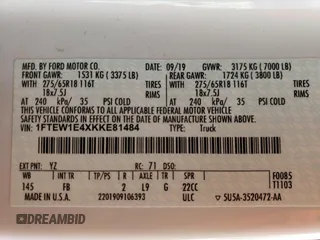 MFD. BY FORD MOTOR CO.
09/19 GVWR: 3175 KG (7000 LB)
FRONT GAWR: 1531 KG (3375 LB)
REAR GAWR: 1724 KG (3800 LB)
WITH TIRES WITH TIRES
275/65R18 116T 275/65R18 116T
18x7.5J RIMS 18x7.5J RIMS
AT 240 kPa/ 35 PSI COLD AT 240 kPa/ 35 PSI COLD
THIS VEHICLE CONFORMS TO ALL APPLICABLE FEDERAL MOTOR VEHICLE
SAFETY AND THEFT PREVENTION STANDARDS IN EFFECT ON THE DATE OF
MANUFACTURE SHOWN ABOVE.
VIN: 1FTEW1E4XKKE81484 TYPE: Truck
EXT PNT: YZ RC: 71 DSO:
WB TP/PS R AXLE TR SPR F0085
145 FB 2 L9 G 22CC T1103
MADE IN U.S.A. 2201909106393 ULC 5U5A-3520472-AA
DREAMBID